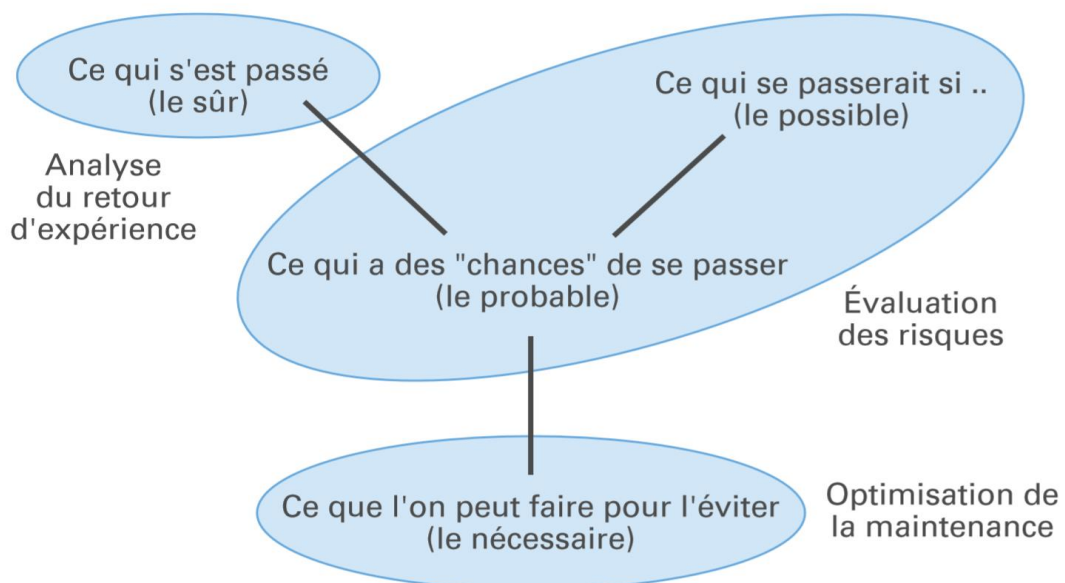 Ce qui s'est passé
(le sûr)
Ce qui se passerait si ..
(le possible)
Analyse
du retour
d'expérience
Ce qui a des "chances" de se passer
(le probable)
Évaluation
des risques
Ce que l'on peut faire pour l'éviter
(le nécessaire)
Optimisation de
la maintenance